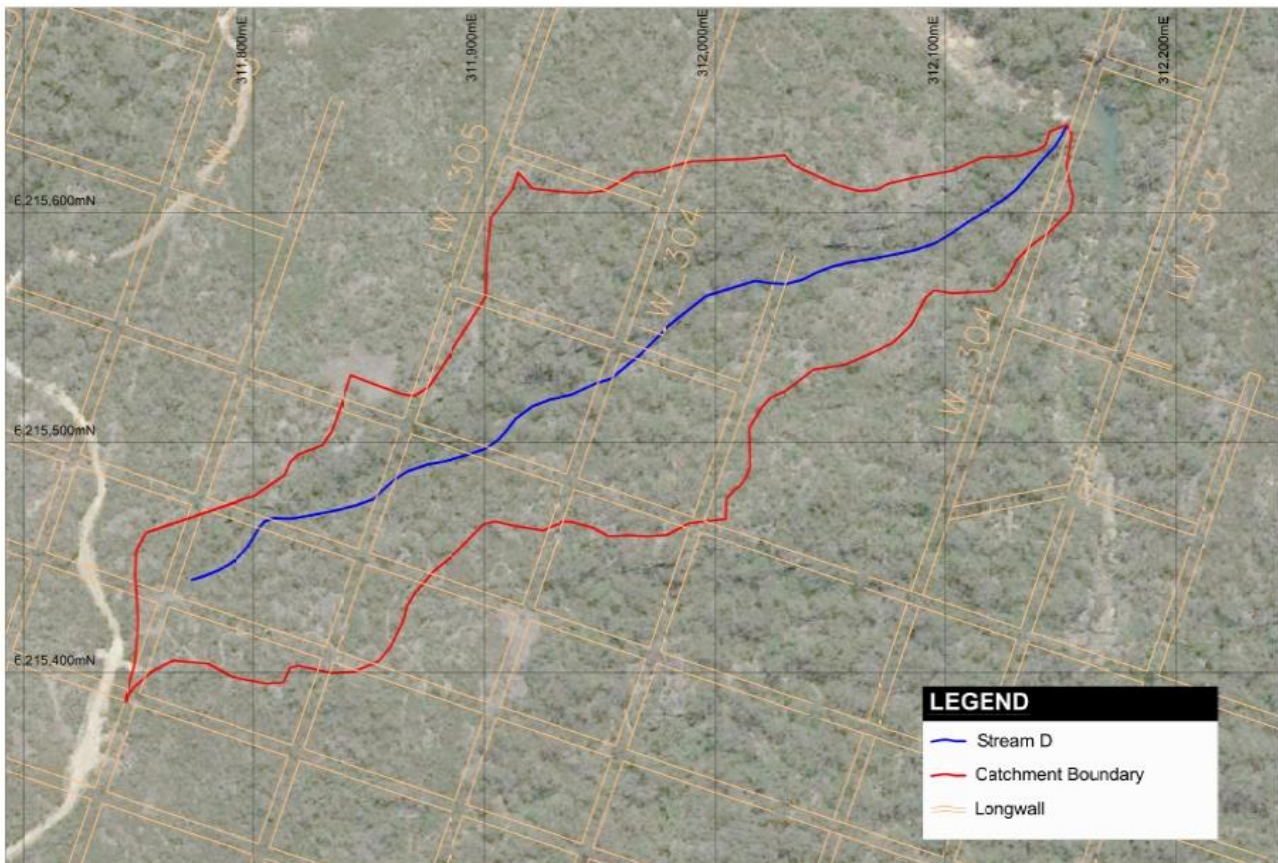 311,800mE
311,900mE
312,000mE
312,100mE
312,200mE
LW 305
LW 304
LW 303
6,215,600mN
LW 304
6,215,500mN
6,215,400mN
LEGEND
Stream D
Catchment Boundary
Longwall